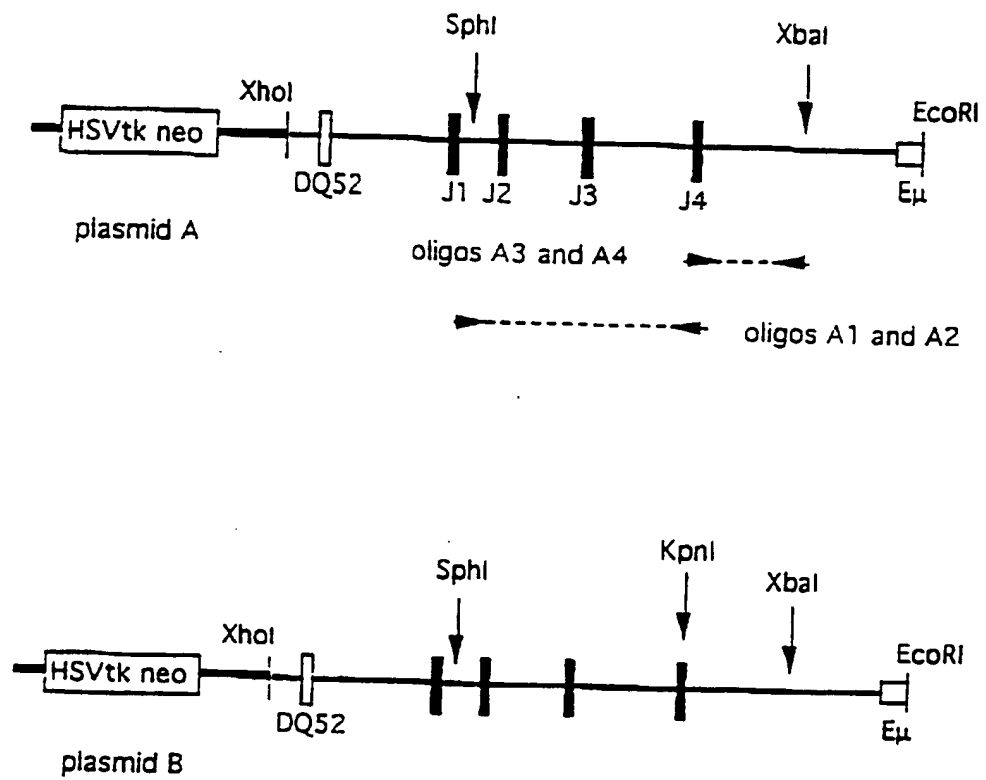 SphI
XbaI
XhoI
EcoRI
HSVtk neo
DQ52
J1 J2 J3 J4
Eμ
plasmid A
oligos A3 and A4
oligos A1 and A2
SphI
KpnI
XbaI
XhoI
EcoRI
HSVtk neo
DQ52
Eμ
plasmid B